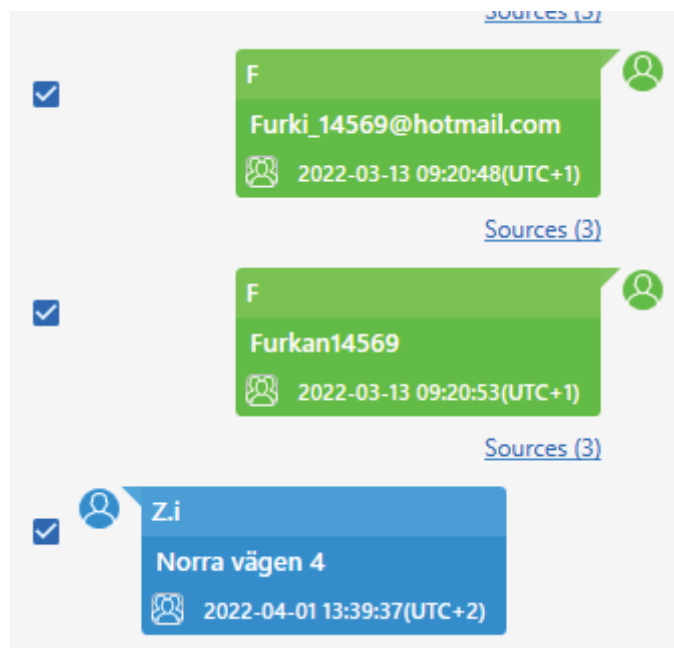 Sources (3)
F
Furki_14569@hotmail.com
2022-03-13 09:20:48(UTC+1)
Sources (3)
F
Furkan14569
2022-03-13 09:20:53(UTC+1)
Sources (3)
Z.i
Norra vägen 4
2022-04-01 13:39:37(UTC+2)